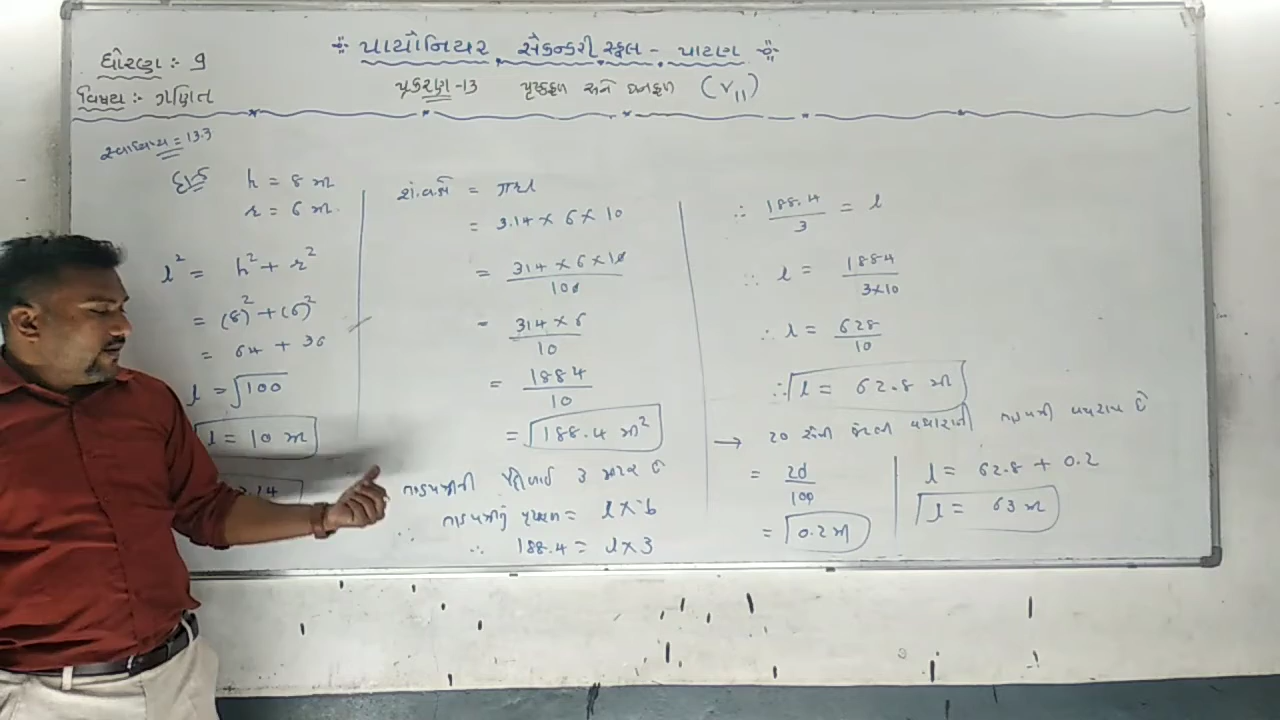 પાયોનિયર સેકન્ડરી સ્કૂલ - પાટણ
ધોરણ :- 9
વિષય :- ગણિત
પ્રકરણ -13 પૃષ્ઠફળ અને ઘનફળ (V11)
સ્વાધ્યાય = 13.3
h = 8 મી
r = 6 મી.
l² = h² + r²
= (8)² + (6)²
= 64 + 36
l = √100
l = 10 મી
3.14
શં.વ.સ = πrl
= 3.14 × 6 × 10
= 314 × 6 × 10 / 100
= 314 × 6 / 10
= 1884 / 10
= 188.4 મી²
તાડપત્રીની પહોળાઈ 3 મીટર છે
∴ તાડપત્રીનું પૃષ્ઠફળ = l × b
∴ 188.4 = l × 3
∴ 188.4 / 3 = l
∴ l = 1884 / 3×10
∴ l = 628 / 10
∴ l = 62.8 મી
→ 20 સેમી જેટલી વધારાની તાડપત્રી વપરાય છે
= 20 / 100
= 0.2 મી
l = 62.8 + 0.2
l = 63 મી